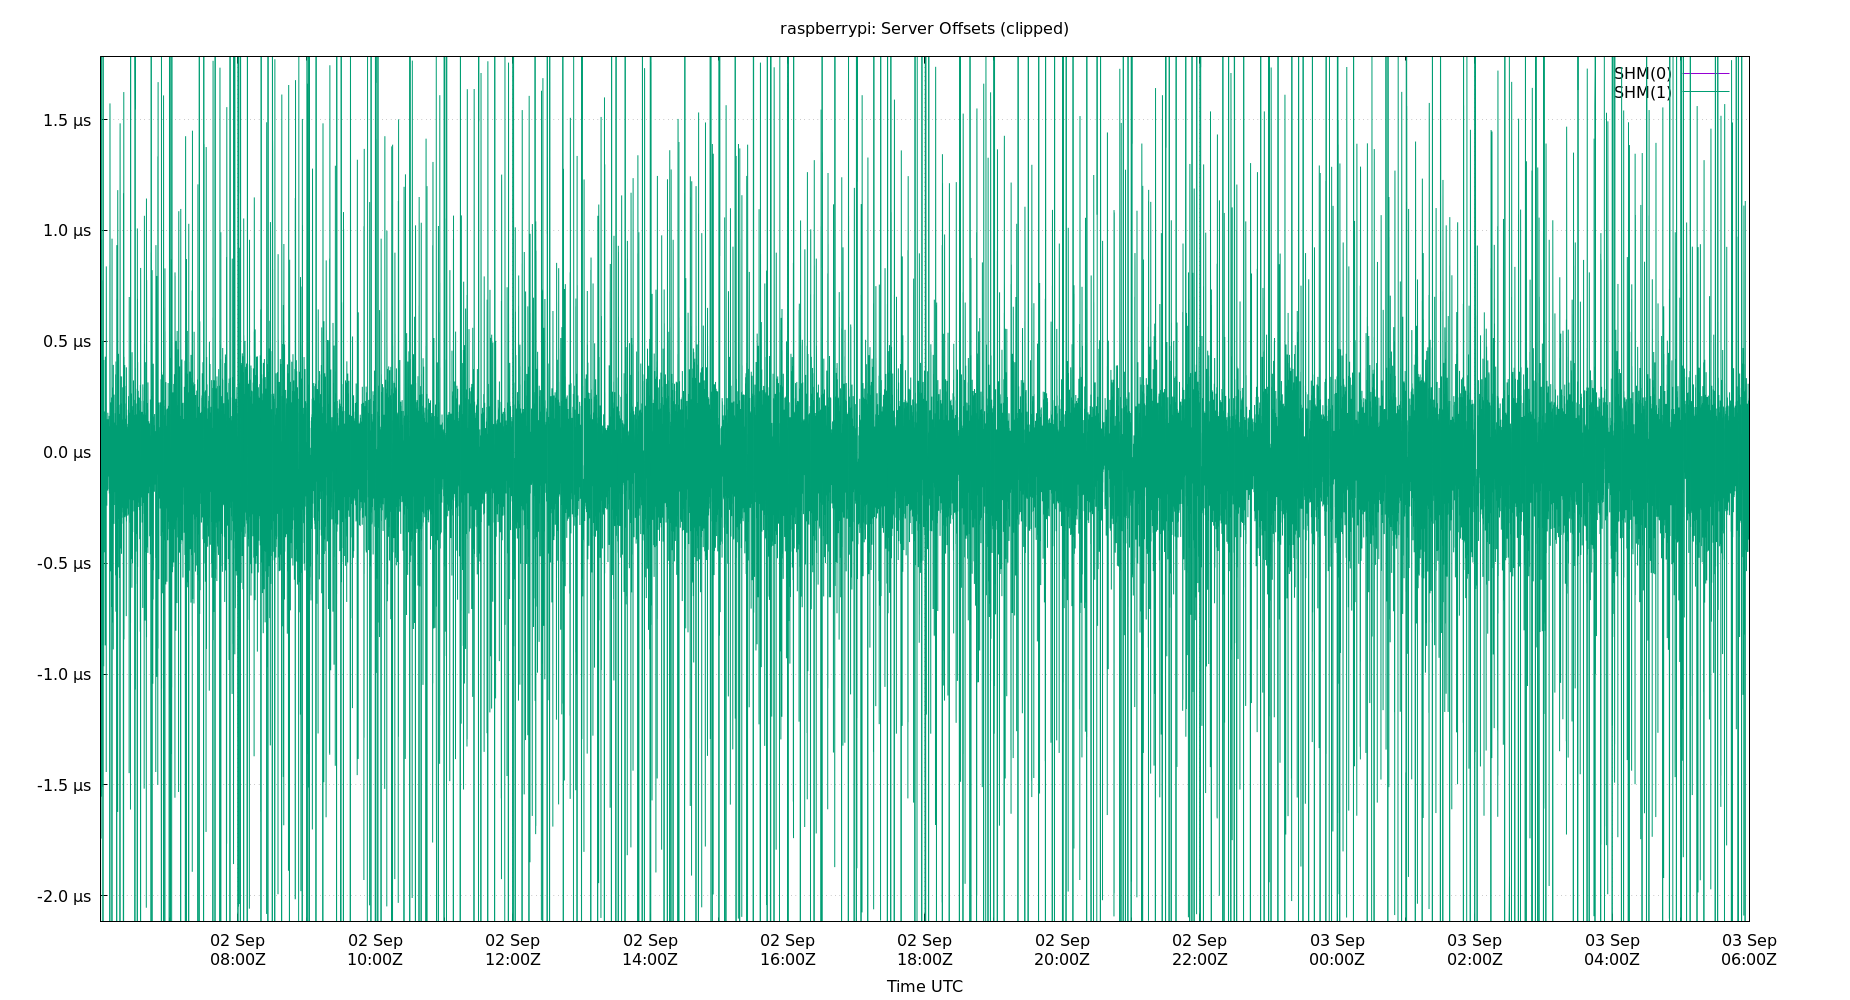 raspberrypi: Server Offsets (clipped)
SHM(0)
SHM(1)
1.5 µs
1.0 µs
0.5 µs
0.0 µs
-0.5 µs
-1.0 µs
-1.5 µs
-2.0 µs
02 Sep 02 Sep 02 Sep 02 Sep 02 Sep 02 Sep 02 Sep 02 Sep 03 Sep 03 Sep 03 Sep 03 Sep
08:00Z 10:00Z 12:00Z 14:00Z 16:00Z 18:00Z 20:00Z 22:00Z 00:00Z 02:00Z 04:00Z 06:00Z
Time UTC